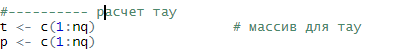 #---------- расчет тау
t <- c(1:nq) # массив для тау
p <- c(1:nq)